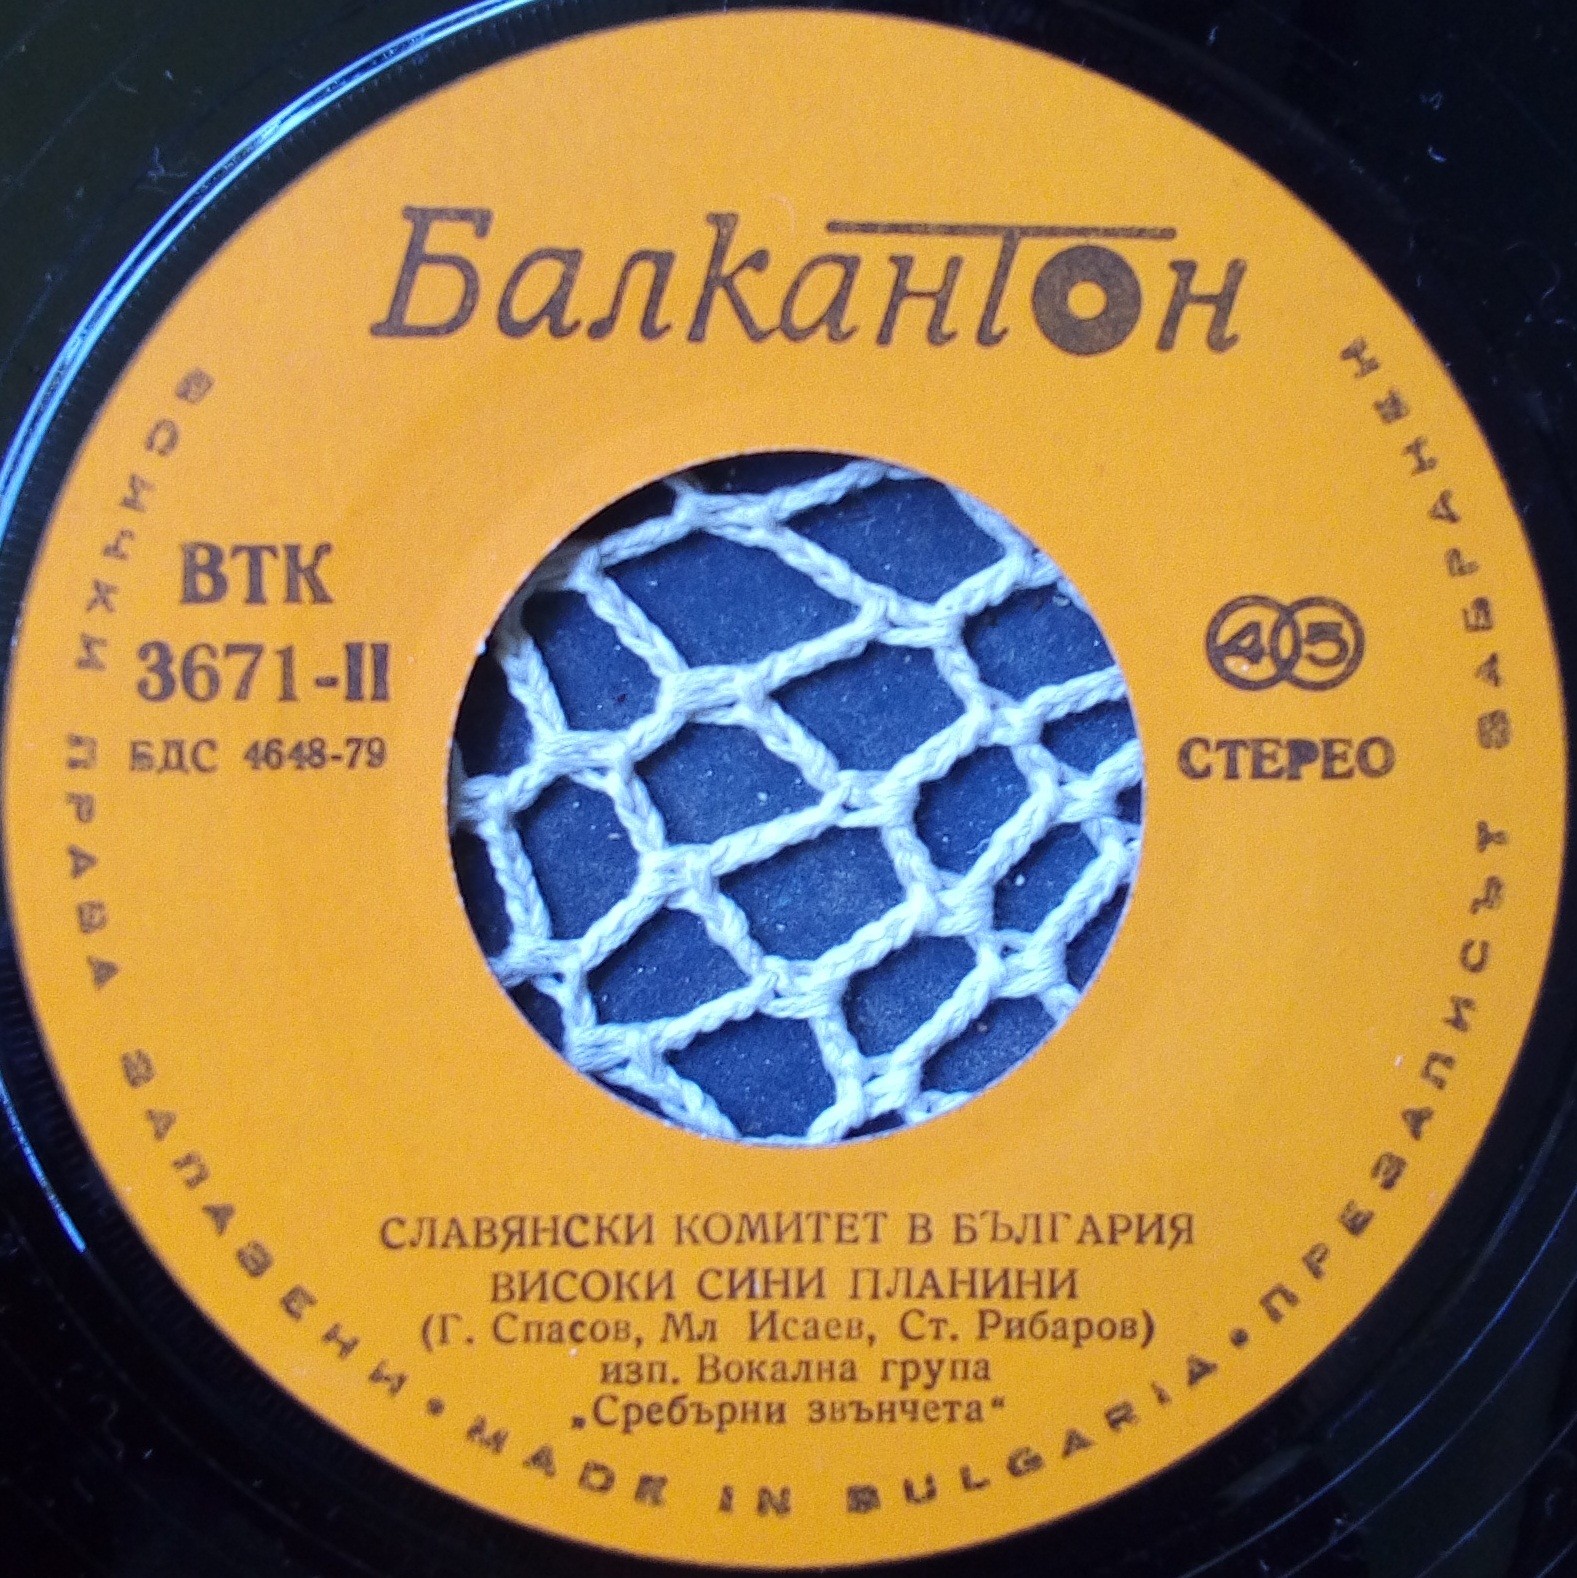 Балкантон
ВТК
3671-II
БДС 4648-79
45
СТЕРЕО
СЛАВЯНСКИ КОМИТЕТ В БЪЛГАРИЯ
ВИСОКИ СИНИ ПЛАНИНИ
(Г. Спасов, Мл Исаев, Ст. Рибаров)
изп. Вокална група
„Сребърни звънчета“
ВСИЧКИ ПРАВА ЗАПАЗЕНИ • MADE IN BULGARIA • ПРЕЗАПИСЪТ ЗАБРАНЕН